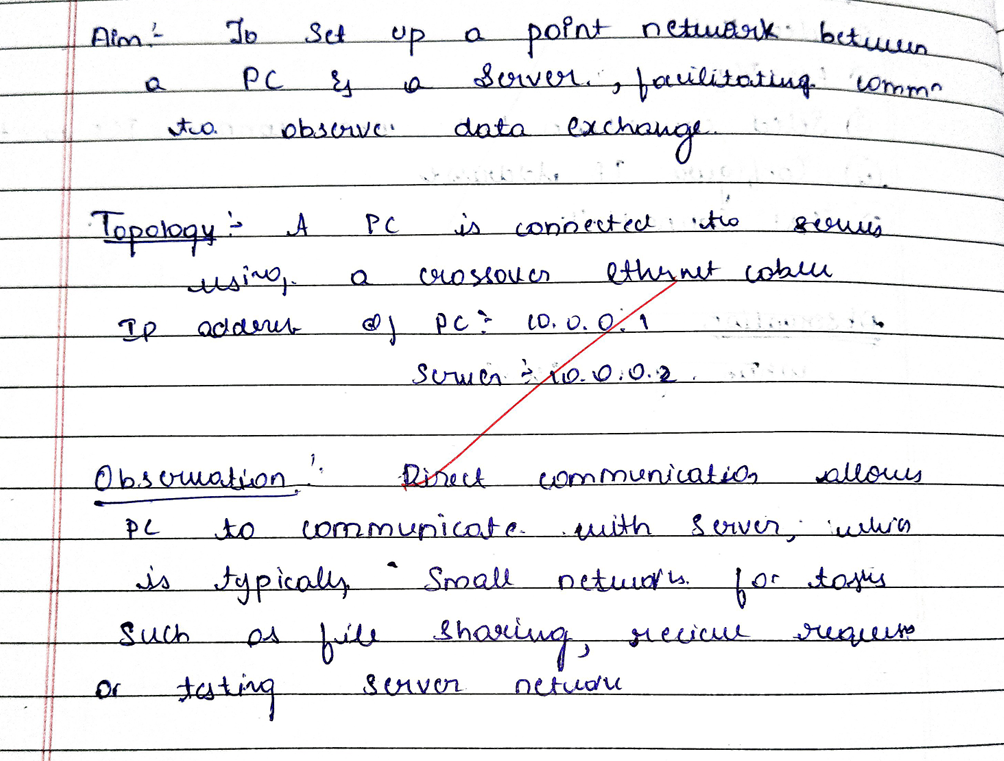 Aim:- To set up a point network between
a PC & a Server, facilitating commn
to observe data exchange.
Topology:- A PC is connected to server
using a crossover ethernet cable
IP address of PC:- 10.0.0.1
Server:- 10.0.0.2
Observation:- Direct communication allows
PC to communicate with server, which
is typically small network for tasks
such as file sharing, recieve requests
or testing server network